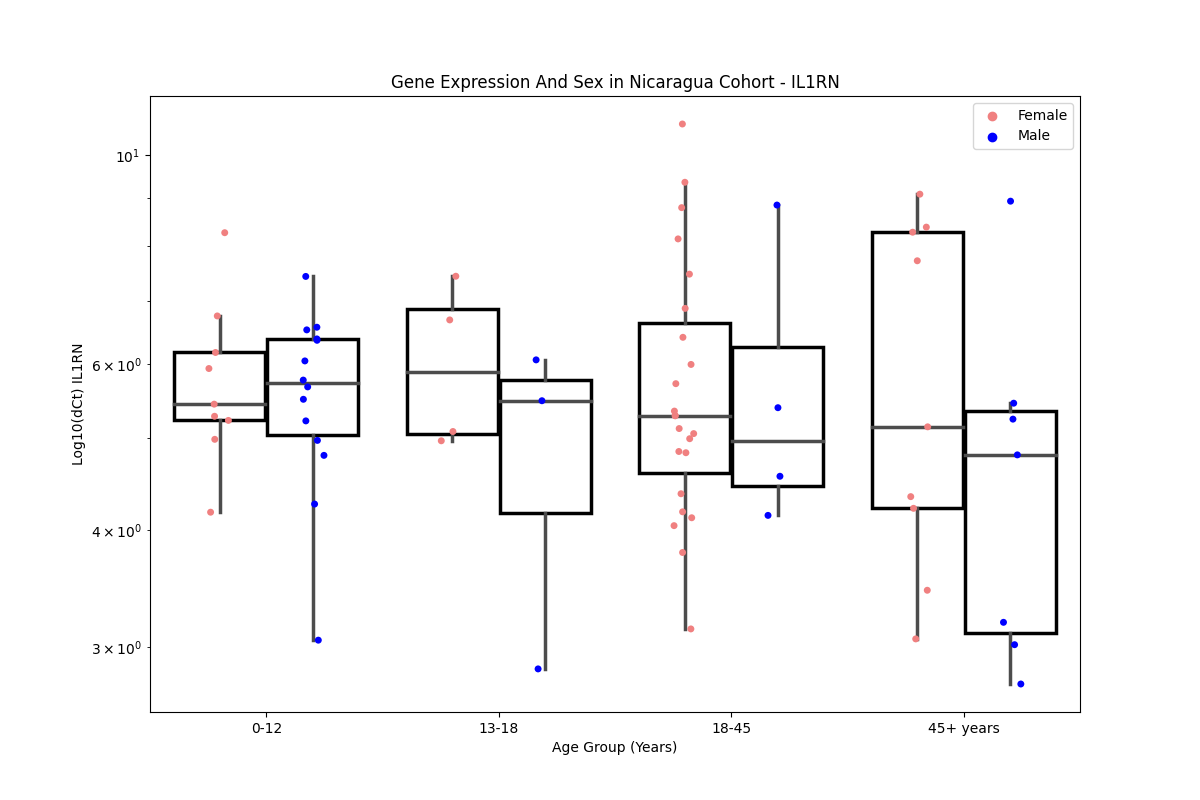 Gene Expression And Sex in Nicaragua Cohort - IL1RN
Female
Male
10¹
6 × 10⁰
4 × 10⁰
3 × 10⁰
Log10(dCt) IL1RN
0-12
13-18
18-45
45+ years
Age Group (Years)